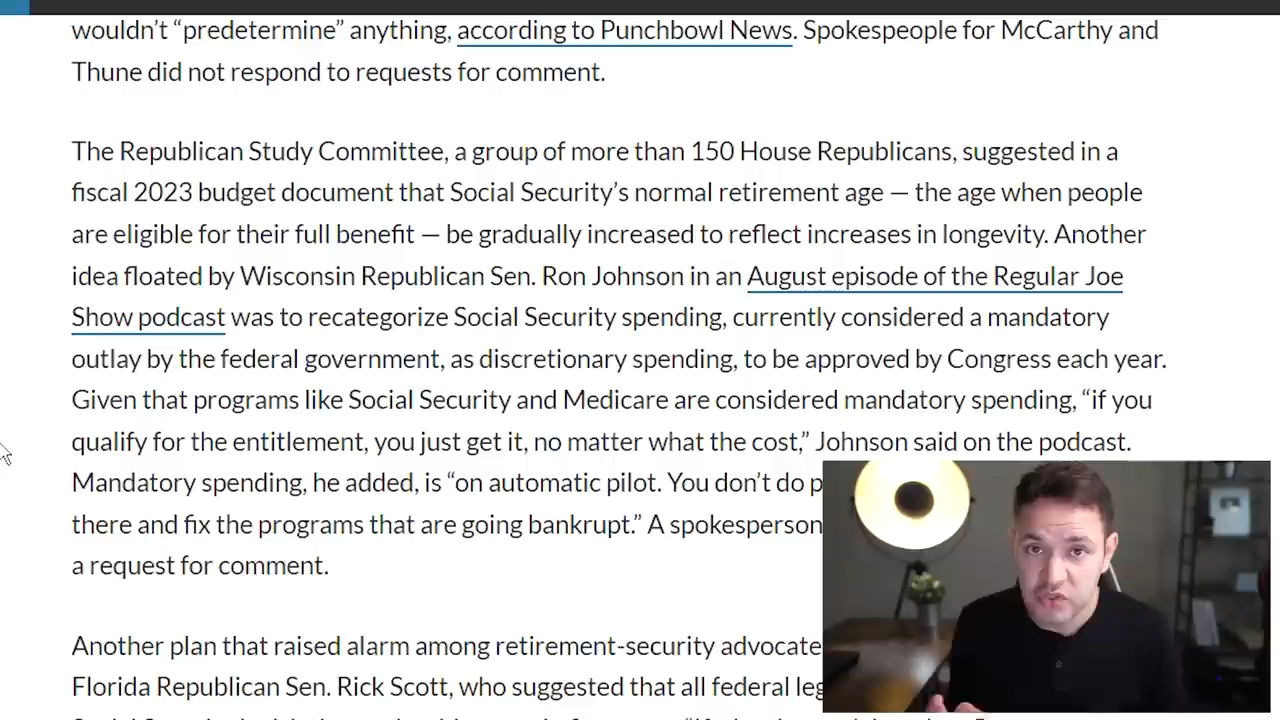 wouldn’t “predetermine” anything, according to Punchbowl News. Spokespeople for McCarthy and
Thune did not respond to requests for comment.
The Republican Study Committee, a group of more than 150 House Republicans, suggested in a
fiscal 2023 budget document that Social Security’s normal retirement age — the age when people
are eligible for their full benefit — be gradually increased to reflect increases in longevity. Another
idea floated by Wisconsin Republican Sen. Ron Johnson in an August episode of the Regular Joe
Show podcast was to recategorize Social Security spending, currently considered a mandatory
outlay by the federal government, as discretionary spending, to be approved by Congress each year.
Given that programs like Social Security and Medicare are considered mandatory spending, “if you
qualify for the entitlement, you just get it, no matter what the cost,” Johnson said on the podcast.
Mandatory spending, he added, is “on automatic pilot. You don’t do
there and fix the programs that are going bankrupt.” A spokesperson
a request for comment.
Another plan that raised alarm among retirement-security
Florida Republican Sen. Rick Scott, who suggested that all federal